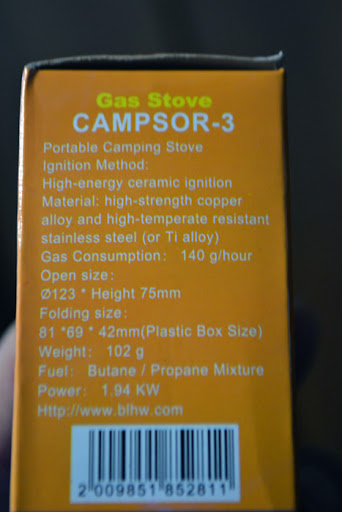 Gas Stove
CAMPSOR-3
Portable Camping Stove
Ignition Method:
High-energy ceramic ignition
Material: high-strength copper
alloy and high-temperate resistant
stainless steel (or Ti alloy)
Gas Consumption: 140 g/hour
Open size:
Ø123 * Height 75mm
Folding size:
81 *69 * 42mm(Plastic Box Size)
Weight: 102 g
Fuel: Butane / Propane Mixture
Power: 1.94 KW
Http://www.blhw.com
2 009851 852811